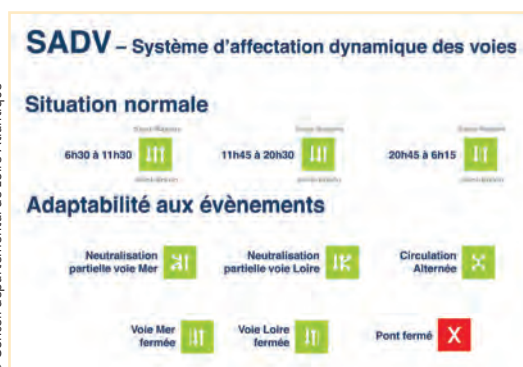 SADV – Système d'affectation dynamique des voies
Situation normale
6h30 à 11h30
11h45 à 20h30
20h45 à 6h15
Adaptabilité aux évènements
Neutralisation
partielle voie Mer
Neutralisation
partielle voie Loire
Circulation
Alternée
Voie Mer
fermée
Voie Loire
fermée
Pont fermé
X